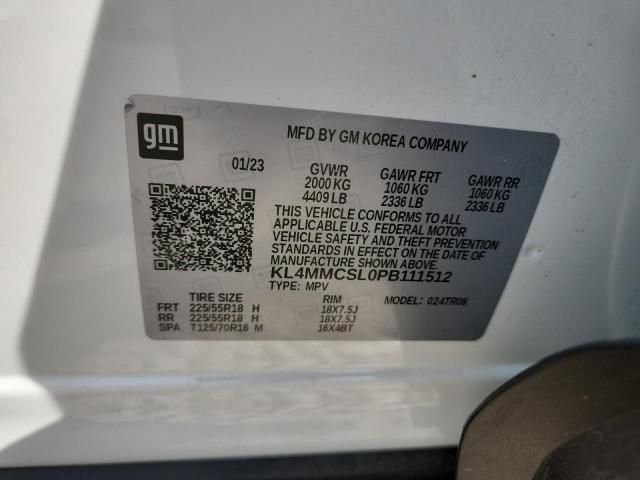 gm
MFD BY GM KOREA COMPANY
01/23
GVWR GAWR FRT GAWR RR
2000 KG 1060 KG 1060 KG
4409 LB 2336 LB 2336 LB
THIS VEHICLE CONFORMS TO ALL
APPLICABLE U.S. FEDERAL MOTOR
VEHICLE SAFETY AND THEFT PREVENTION
STANDARDS IN EFFECT ON THE DATE OF
MANUFACTURE SHOWN ABOVE.
KL4MMCSL0PB111512
TYPE: MPV
TIRE SIZE RIM MODEL: 024TR08
FRT 225/55R18 H 18X7.5J
RR 225/55R18 H 18X7.5J
SPA T125/70R16 M 16X4BT